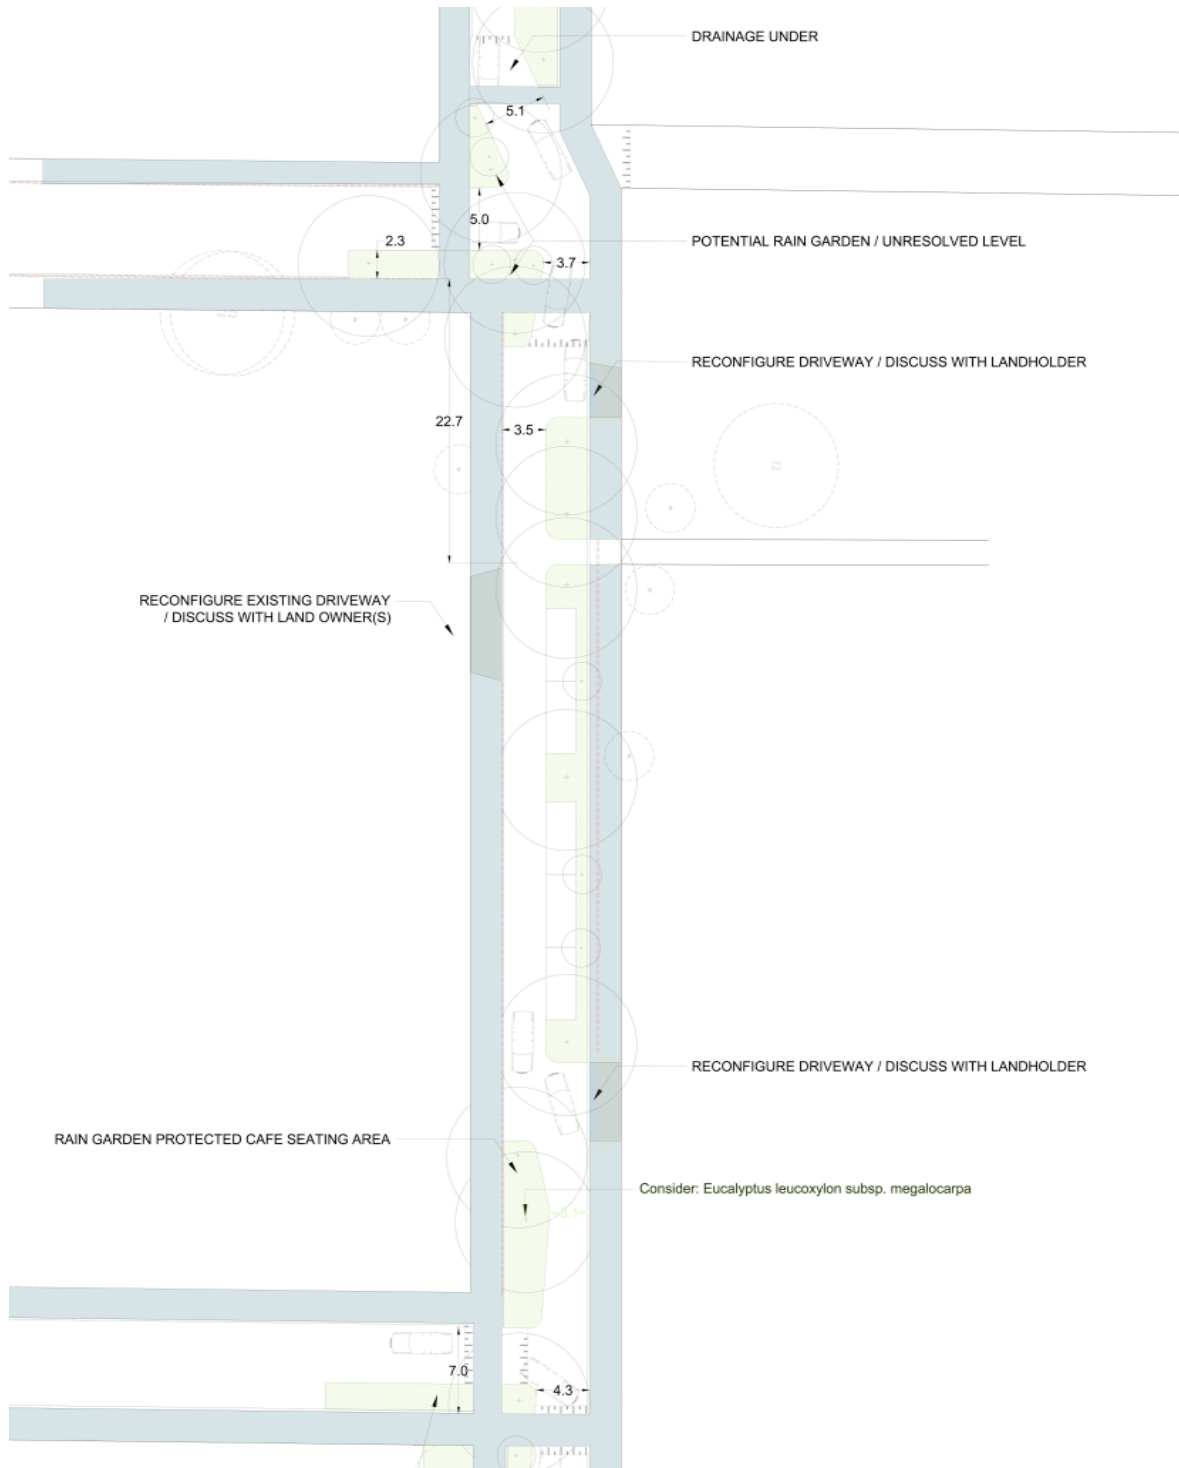 DRAINAGE UNDER
5.1
5.0
2.3
POTENTIAL RAIN GARDEN / UNRESOLVED LEVEL
3.7
RECONFIGURE DRIVEWAY / DISCUSS WITH LANDHOLDER
22.7
3.5
RECONFIGURE EXISTING DRIVEWAY
/ DISCUSS WITH LAND OWNER(S)
RECONFIGURE DRIVEWAY / DISCUSS WITH LANDHOLDER
RAIN GARDEN PROTECTED CAFE SEATING AREA
Consider: Eucalyptus leucoxylon subsp. megalocarpa
~3.1~
7.0
4.3